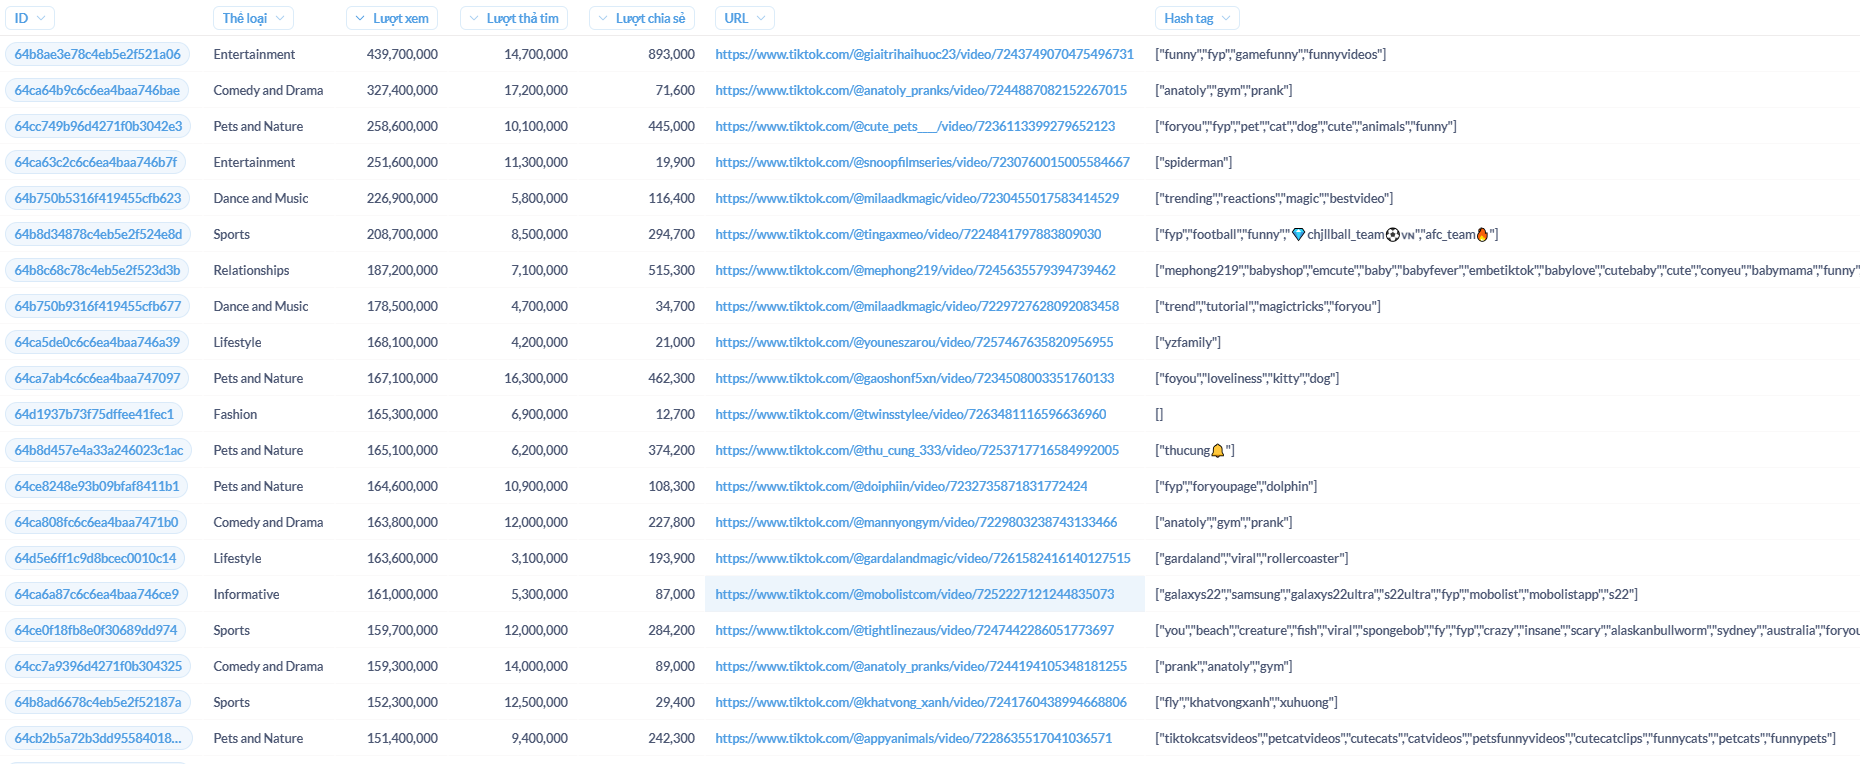 ID Thể loại Lượt xem Lượt thả tim Lượt chia sẻ URL Hash tag
64b8ae3e78c4eb5e2f521a06 Entertainment 439,700,000 14,700,000 893,000 https://www.tiktok.com/@giaitrihaihuoc23/video/7243749070475496731 ["funny","fyp","gamefunny","funnyvideos"]
64ca64b9c6c6ea4baa746bae Comedy and Drama 327,400,000 17,200,000 71,600 https://www.tiktok.com/@anatoly_pranks/video/7244887082152267015 ["anatoly","gym","prank"]
64cc749b96d4271f0b3042e3 Pets and Nature 258,600,000 10,100,000 445,000 https://www.tiktok.com/@cute_pets___/video/7236113399279652123 ["foryou","fyp","pet","cat","dog","cute","animals","funny"]
64ca63c2c6c6ea4baa746b7f Entertainment 251,600,000 11,300,000 19,900 https://www.tiktok.com/@snoopfilmseries/video/7230760015005584667 ["spiderman"]
64b750b5316f419455cfb623 Dance and Music 226,900,000 5,800,000 116,400 https://www.tiktok.com/@milaadkmagic/video/7230455017583414529 ["trending","reactions","magic","bestvideo"]
64b8d34878c4eb5e2f524e8d Sports 208,700,000 8,500,000 294,700 https://www.tiktok.com/@tingaxmeo/video/7224841797883809030 ["fyp","football","funny","💎chjllball_team⚽ᴠɴ","afc_team🔥"]
64b8c68c78c4eb5e2f523d3b Relationships 187,200,000 7,100,000 515,300 https://www.tiktok.com/@mephong219/video/7245635579394739462 ["mephong219","babyshop","emcute","baby","babyfever","embetiktok","babylove","cutebaby","cute","conyeu","babymama","funny"
64b750b9316f419455cfb677 Dance and Music 178,500,000 4,700,000 34,700 https://www.tiktok.com/@milaadkmagic/video/7229727628092083458 ["trend","tutorial","magictricks","foryou"]
64ca5de0c6c6ea4baa746a39 Lifestyle 168,100,000 4,200,000 21,000 https://www.tiktok.com/@youneszarou/video/7257467635820956955 ["yzfamily"]
64ca7ab4c6c6ea4baa747097 Pets and Nature 167,100,000 16,300,000 462,300 https://www.tiktok.com/@gaoshonf5xn/video/7234508003351760133 ["foyou","loveliness","kitty","dog"]
64d1937b73f75dffee41fec1 Fashion 165,300,000 6,900,000 12,700 https://www.tiktok.com/@twinsstylee/video/7263481116596636960 []
64b8d457e4a33a246023c1ac Pets and Nature 165,100,000 6,200,000 374,200 https://www.tiktok.com/@thu_cung_333/video/7253717716584992005 ["thucung🔔"]
64ce8248e93b09bfaf8411b1 Pets and Nature 164,600,000 10,900,000 108,300 https://www.tiktok.com/@doiphiin/video/7232735871831772424 ["fyp","foryoupage","dolphin"]
64ca808fc6c6ea4baa7471b0 Comedy and Drama 163,800,000 12,000,000 227,800 https://www.tiktok.com/@mannyongym/video/7229803238743133466 ["anatoly","gym","prank"]
64d5e6ff1c9d8bcec0010c14 Lifestyle 163,600,000 3,100,000 193,900 https://www.tiktok.com/@gardalandmagic/video/7261582416140127515 ["gardaland","viral","rollercoaster"]
64ca6a87c6c6ea4baa746ce9 Informative 161,000,000 5,300,000 87,000 https://www.tiktok.com/@mobolistcom/video/7252227121244835073 ["galaxys22","samsung","galaxys22ultra","s22ultra","fyp","mobolist","mobolistapp","s22"]
64ce0f18fb8e0f30689dd974 Sports 159,700,000 12,000,000 284,200 https://www.tiktok.com/@tightlinezaus/video/7247442286051773697 ["you","beach","creature","fish","viral","spongebob","fy","fyp","crazy","insane","scary","alaskanbullworm","sydney","australia","foryou
64cc7a9396d4271f0b304325 Comedy and Drama 159,300,000 14,000,000 89,000 https://www.tiktok.com/@anatoly_pranks/video/7244194105348181255 ["prank","anatoly","gym"]
64b8ad6678c4eb5e2f52187a Sports 152,300,000 12,500,000 29,400 https://www.tiktok.com/@khatvong_xanh/video/7241760438994668806 ["fly","khatvongxanh","xuhuong"]
64cb2b5a72b3dd95584018... Pets and Nature 151,400,000 9,400,000 242,300 https://www.tiktok.com/@appyanimals/video/7228635517041036571 ["tiktokcatsvideos","petcatvideos","cutecats","catvideos","petsfunnyvideos","cutecatclips","funnycats","petcats","funnypets"]